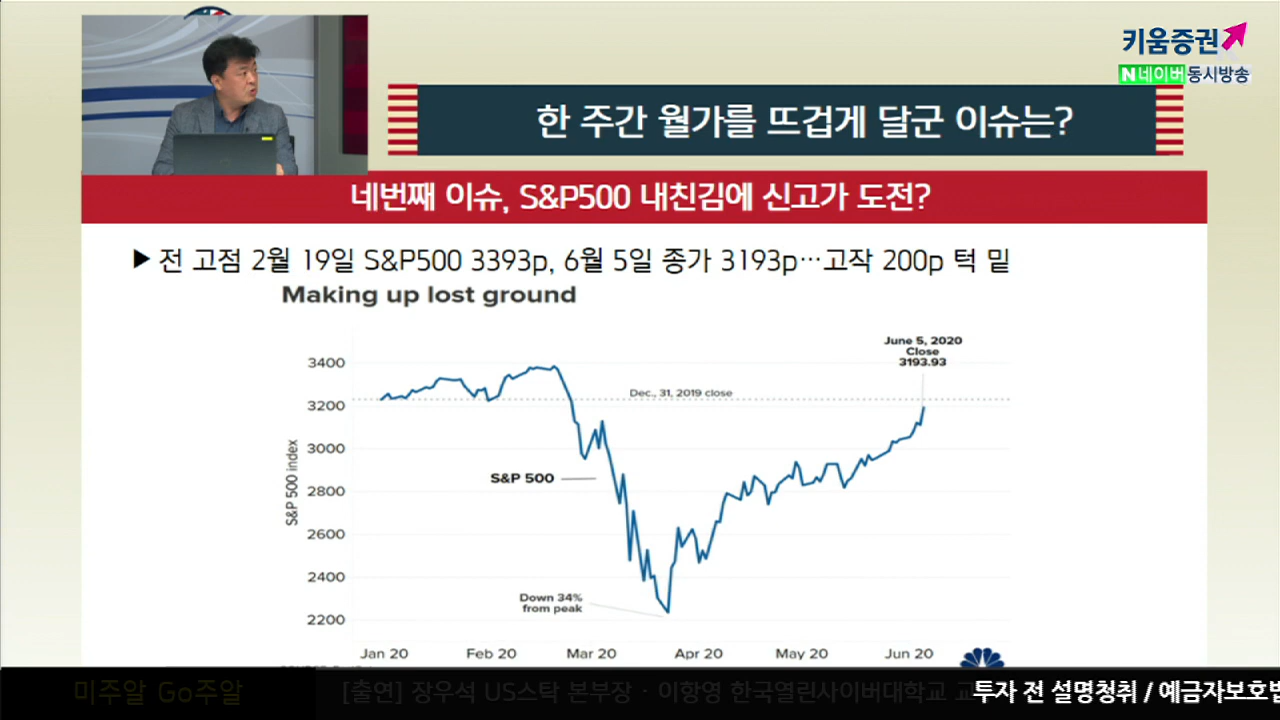 키움증권
N 네이버 동시방송
한 주간 월가를 뜨겁게 달군 이슈는?
네번째 이슈, S&P500 내친김에 신고가 도전?
▶ 전 고점 2월 19일 S&P500 3393p, 6월 5일 종가 3193p…고작 200p 턱 밑
Making up lost ground
June 5, 2020
Close
3193.93
3400
Dec., 31, 2019 close
3200
3000
S&P 500
2800
S&P 500 index
2600
2400
Down 34%
from peak
2200
Jan 20 Feb 20 Mar 20 Apr 20 May 20 Jun 20
미주알 Go주알 [출연] 장우석 US스탁 본부장 · 이항영 한국열린사이버대학교 교 투자 전 설명청취 / 예금자보호법